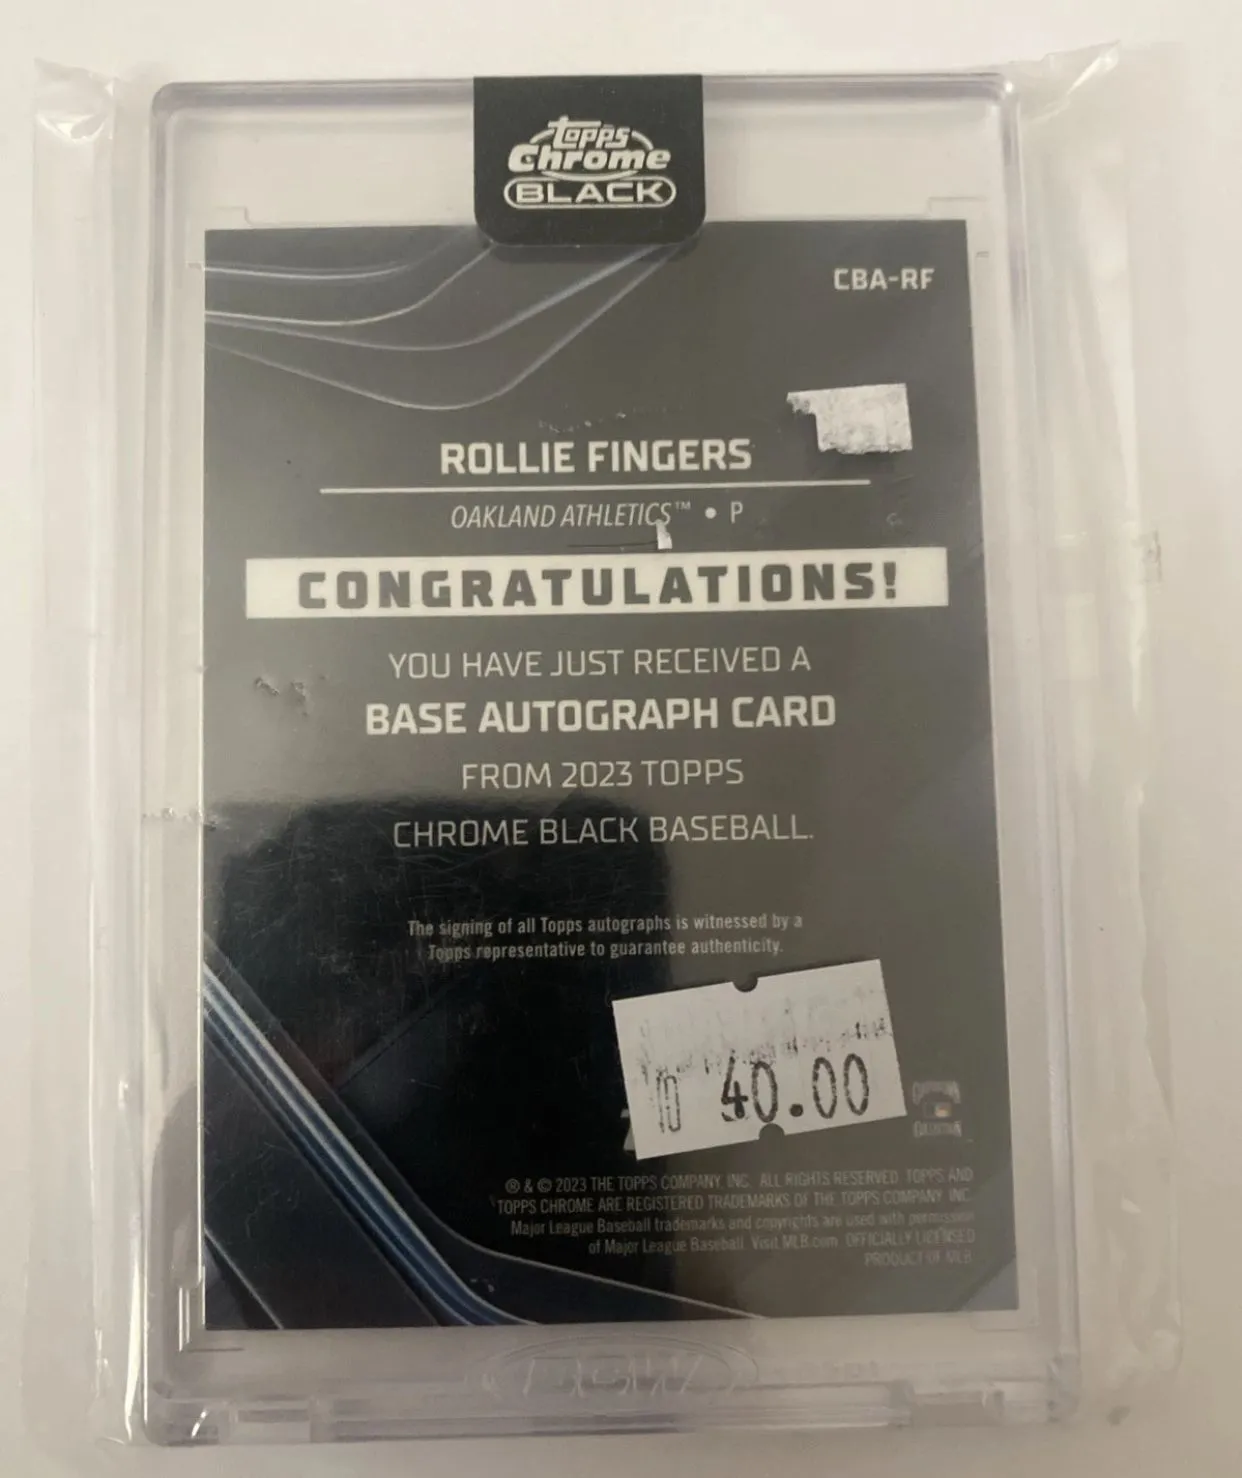 Topps
Chrome
BLACK
CBA-RF
ROLLIE FINGERS
OAKLAND ATHLETICS™ • P
CONGRATULATIONS!
YOU HAVE JUST RECEIVED A
BASE AUTOGRAPH CARD
FROM 2023 TOPPS
CHROME BLACK BASEBALL.
The signing of all Topps autographs is witnessed by a
Topps representative to guarantee authenticity.
40.00
® & © 2023 THE TOPPS COMPANY, INC. ALL RIGHTS RESERVED. TOPPS AND
TOPPS CHROME ARE REGISTERED TRADEMARKS OF THE TOPPS COMPANY, INC.
Major League Baseball trademarks and copyrights are used with permission
of Major League Baseball. Visit MLB.com. OFFICIALLY LICENSED
PRODUCT OF MLB.